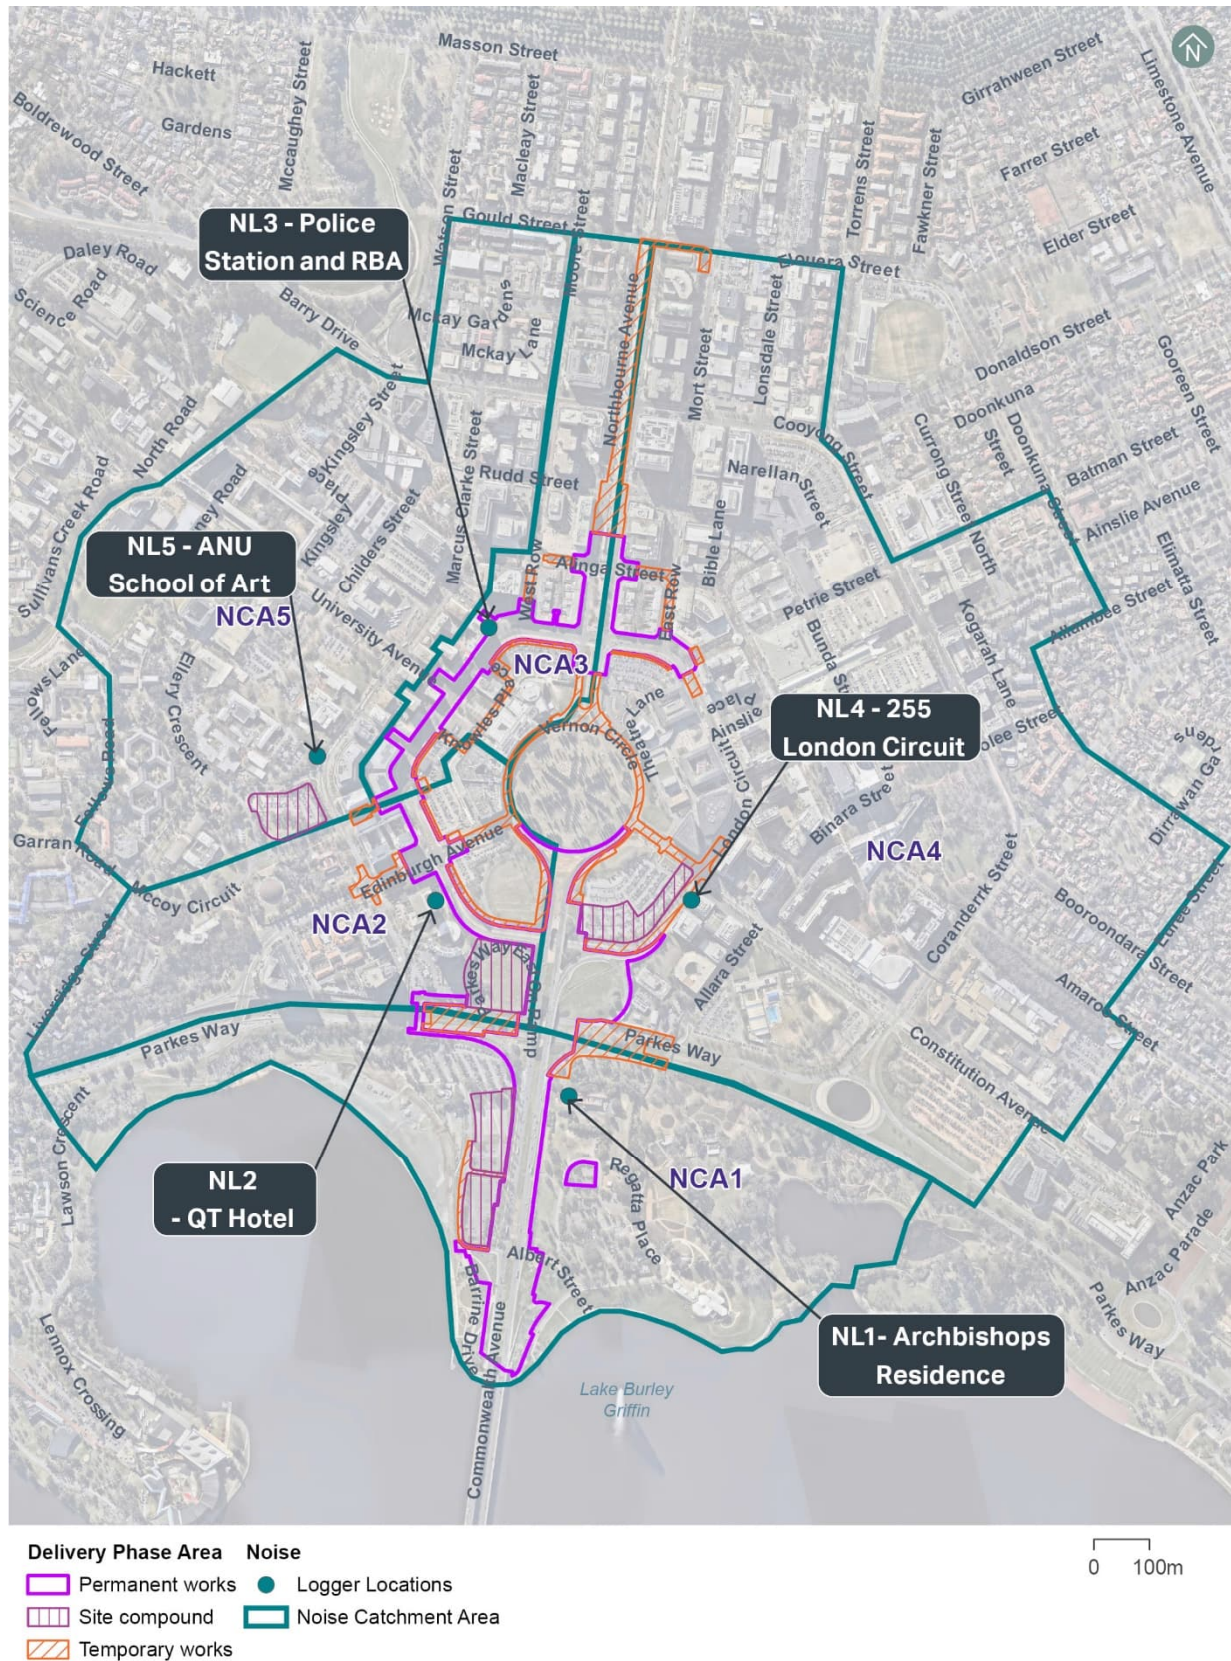 Masson Street
Hackett
Gardens
Mccaughey Street
Boldrewood Street
Macleay Street
Watson Street
Girrahween Street
Limestone Avenue
Farrer Street
Torrens Street
Fawkner Street
Elder Street
NL3 - Police
Station and RBA
Gould Street
Moore Street
Daley Road
Science Road
Barry Drive
Mckay Gardens
Mckay Lane
Northbourne Avenue
Mort Street
Lonsdale Street
Donaldson Street
Gooreen Street
Doonkuna
Street
Doonkuna Street
Batman Street
Ainslie Avenue
Cooyong Street
Currong Street North
Narellan
Street
North Road
Kingsley Street
Kingsley Place
Childers Street
Marcus Clarke Street
Rudd Street
Sullivans Creek Road
NL5 - ANU
School of Art
NCA5
University Avenue
West Row
Alinga Street
East Row
Bible Lane
Petrie Street
Elimatta Street
Allambee Street
Kogarah Lane
Fellows Lane
Ellery Crescent
Fellows Road
NCA3
Knowles Place
Vernon Circle
Theatre Lane
Ainslie
Place
London Circuit
NL4 - 255
London Circuit
Binara Street
NCA4
Coranderrk Street
Booroondara Street
Amaroo Street
Garran Road
Mccoy Circuit
Edinburgh Avenue
NCA2
Liversidge Street
Parkes Way
Allara Street
Parkes Way
Constitution Avenue
Lawson Crescent
NL2
- QT Hotel
NCA1
Regatta Place
Albert Street
Barrine Drive
Commonwealth Avenue
Anzac Park
Anzac Parade
Parkes Way
Lennox Crossing
NL1- Archbishops
Residence
Lake Burley
Griffin
N
Delivery Phase Area Noise
Permanent works Logger Locations
Site compound Noise Catchment Area
Temporary works
0 100m